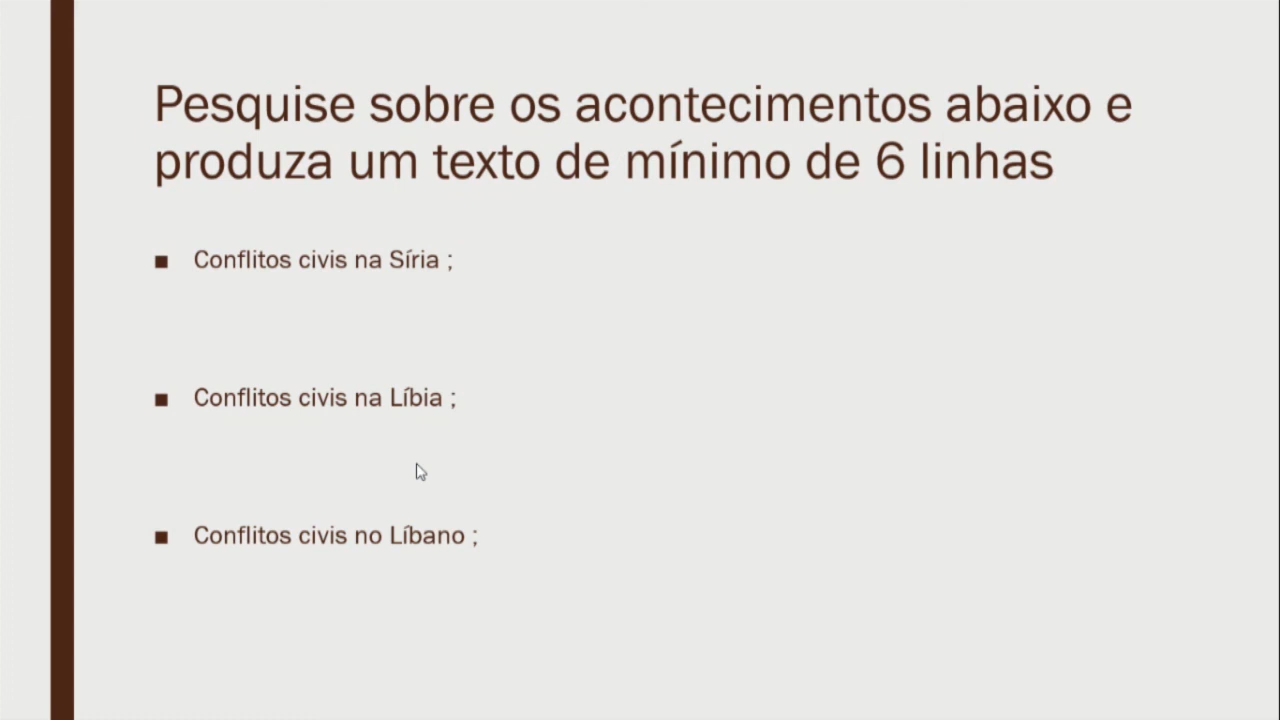 Pesquise sobre os acontecimentos abaixo e
produza um texto de mínimo de 6 linhas
■ Conflitos civis na Síria ;
■ Conflitos civis na Líbia ;
■ Conflitos civis no Líbano ;